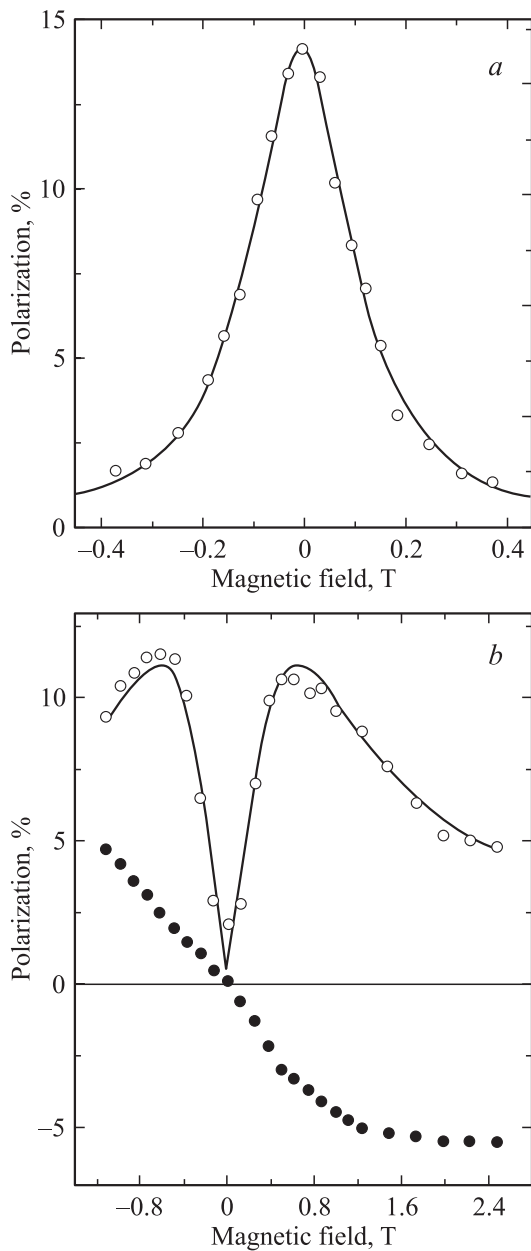 15
a
10
5
0
Polarization, %
–0.4 –0.2 0 0.2 0.4
Magnetic field, T
b
10
5
0
–5
Polarization, %
–0.8 0 0.8 1.6 2.4
Magnetic field, T